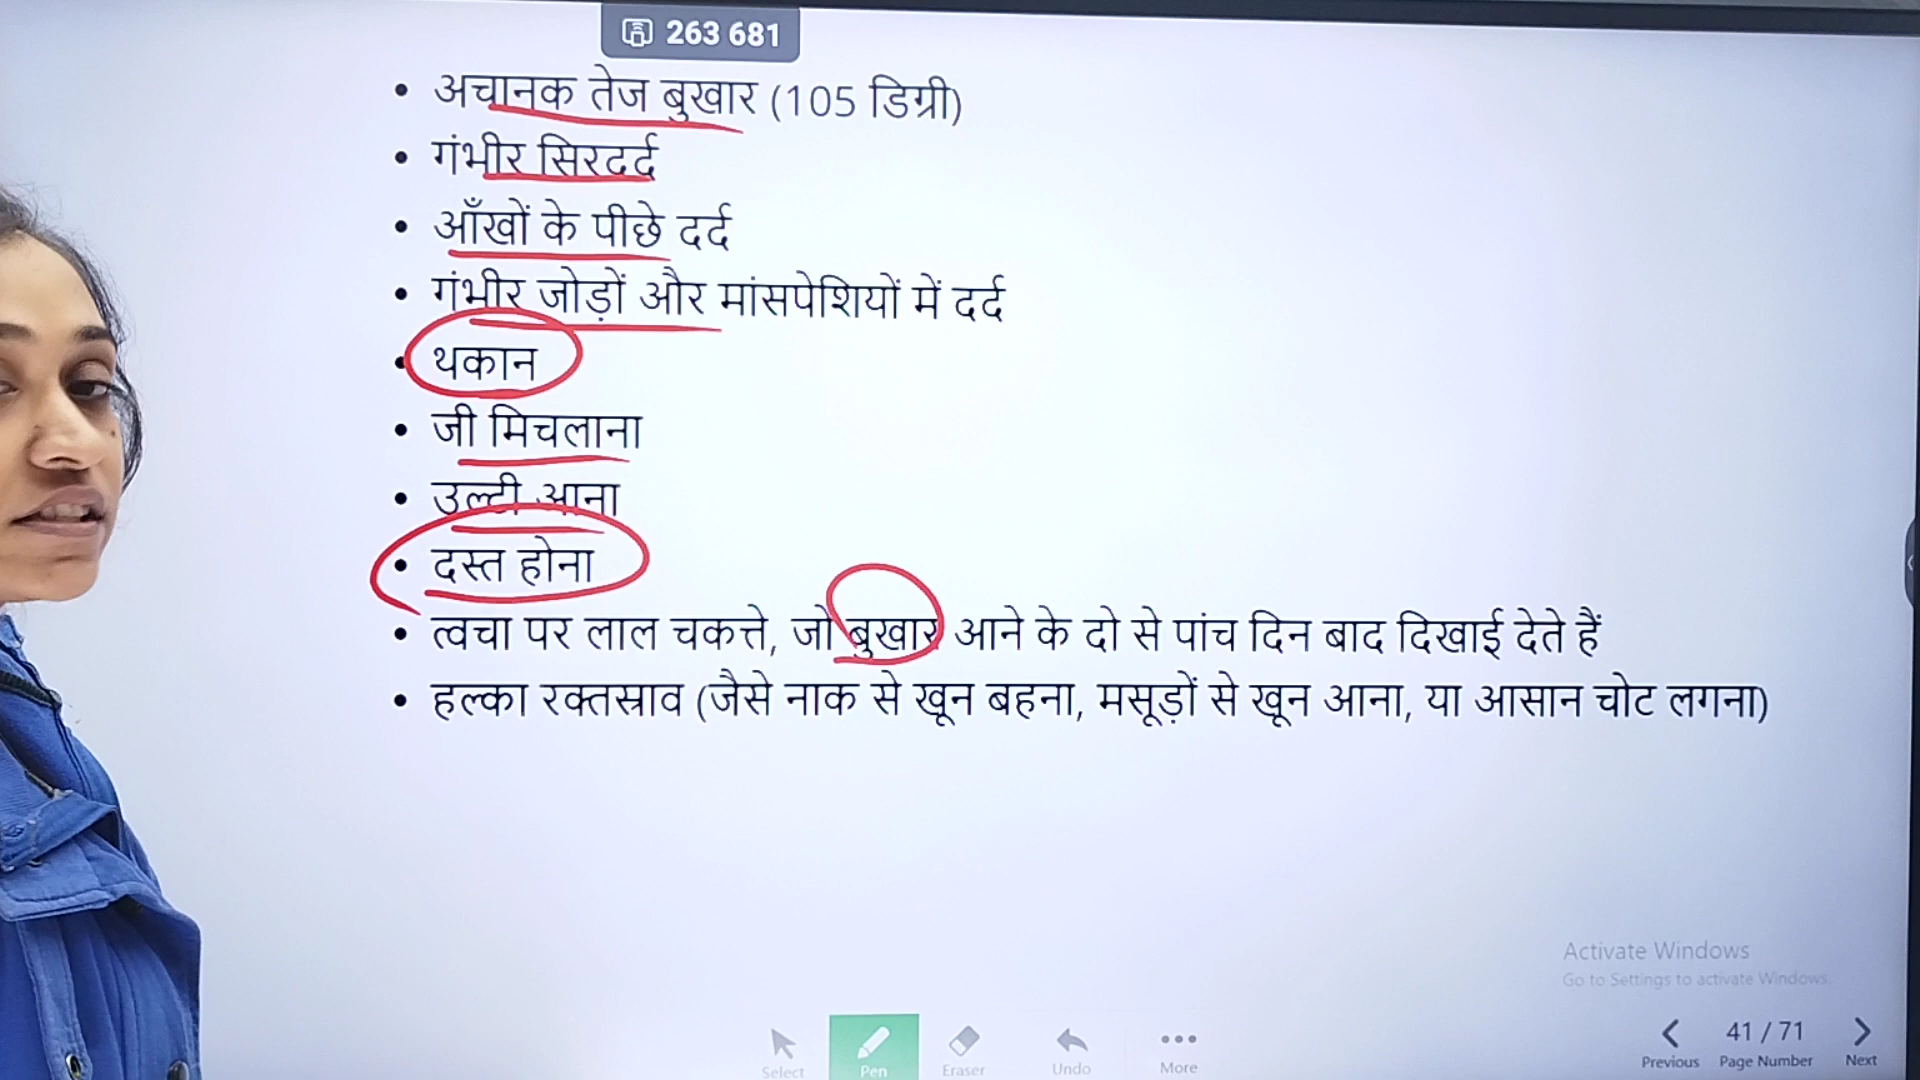 263 681
• अचानक तेज बुखार (105 डिग्री)
• गंभीर सिरदर्द
• आँखों के पीछे दर्द
• गंभीर जोड़ों और मांसपेशियों में दर्द
• थकान
• जी मिचलाना
• उल्टी आना
• दस्त होना
• त्वचा पर लाल चकत्ते, जो बुखार आने के दो से पांच दिन बाद दिखाई देते हैं
• हल्का रक्तस्राव (जैसे नाक से खून बहना, मसूड़ों से खून आना, या आसान चोट लगना)
Activate Windows
Go to Settings to activate Windows.
Select Pen Eraser Undo More
41 / 71
Previous Page Number Next